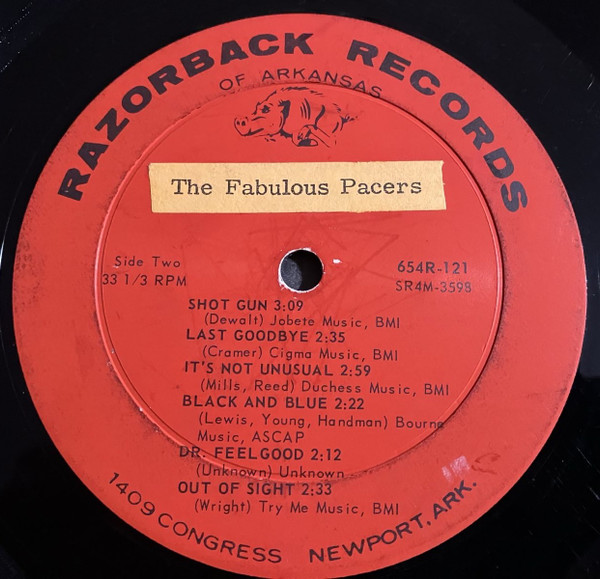 RAZORBACK RECORDS
OF ARKANSAS
The Fabulous Pacers
Side Two
33 1/3 RPM
654R-121
SR4M-3598
SHOT GUN 3:09
(Dewalt) Jobete Music, BMI
LAST GOODBYE 2:35
(Cramer) Cigma Music, BMI
IT'S NOT UNUSUAL 2:59
(Mills, Reed) Duchess Music, BMI
BLACK AND BLUE 2:22
(Lewis, Young, Handman) Bourne
Music, ASCAP
DR. FEELGOOD 2:12
(Unknown) Unknown
OUT OF SIGHT 2:33
(Wright) Try Me Music, BMI
1409 CONGRESS NEWPORT, ARK.